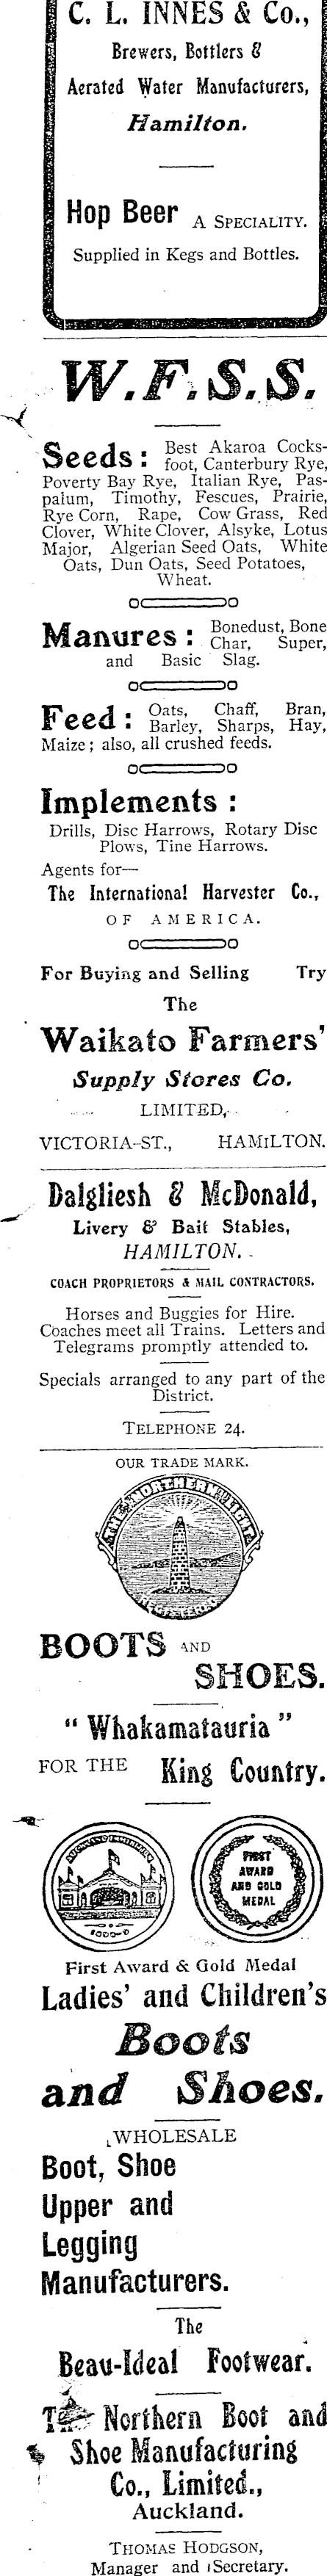 C. L. INNES & Co.,
Brewers, Bottlers &
Aerated Water Manufacturers,
Hamilton.
Hop Beer A SPECIALITY.
Supplied in Kegs and Bottles.
W.F.S.S.
Seeds: Best Akaroa Cocks-
foot, Canterbury Rye,
Poverty Bay Rye, Italian Rye, Pas-
palum, Timothy, Fescues, Prairie,
Rye Corn, Rape, Cow Grass, Red
Clover, White Clover, Alsyke, Lotus
Major, Algerian Seed Oats, White
Oats, Dun Oats, Seed Potatoes,
Wheat.
Manures: Bonedust, Bone
Char, Super,
and Basic Slag.
Feed: Oats, Chaff, Bran,
Barley, Sharps, Hay,
Maize; also, all crushed feeds.
Implements:
Drills, Disc Harrows, Rotary Disc
Plows, Tine Harrows.
Agents for—
The International Harvester Co.,
OF AMERICA.
For Buying and Selling Try
The
Waikato Farmers'
Supply Stores Co.
LIMITED,
VICTORIA-ST., HAMILTON.
Dalgliesh & McDonald,
Livery & Bait Stables,
HAMILTON.
COACH PROPRIETORS & MAIL CONTRACTORS.
Horses and Buggies for Hire.
Coaches meet all Trains. Letters and
Telegrams promptly attended to.
Specials arranged to any part of the
District.
TELEPHONE 24.
OUR TRADE MARK.
THE NORTHERN LIGHT
REGISTERED
BOOTS AND
SHOES.
"Whakamatauria"
FOR THE King Country.
FIRST
AWARD
AND GOLD
MEDAL
First Award & Gold Medal
Ladies' and Children's
Boots
and Shoes.
WHOLESALE
Boot, Shoe
Upper and
Legging
Manufacturers.
The
Beau-Ideal Footwear.
The Northern Boot and
Shoe Manufacturing
Co., Limited.,
Auckland.
THOMAS HODGSON,
Manager and Secretary.